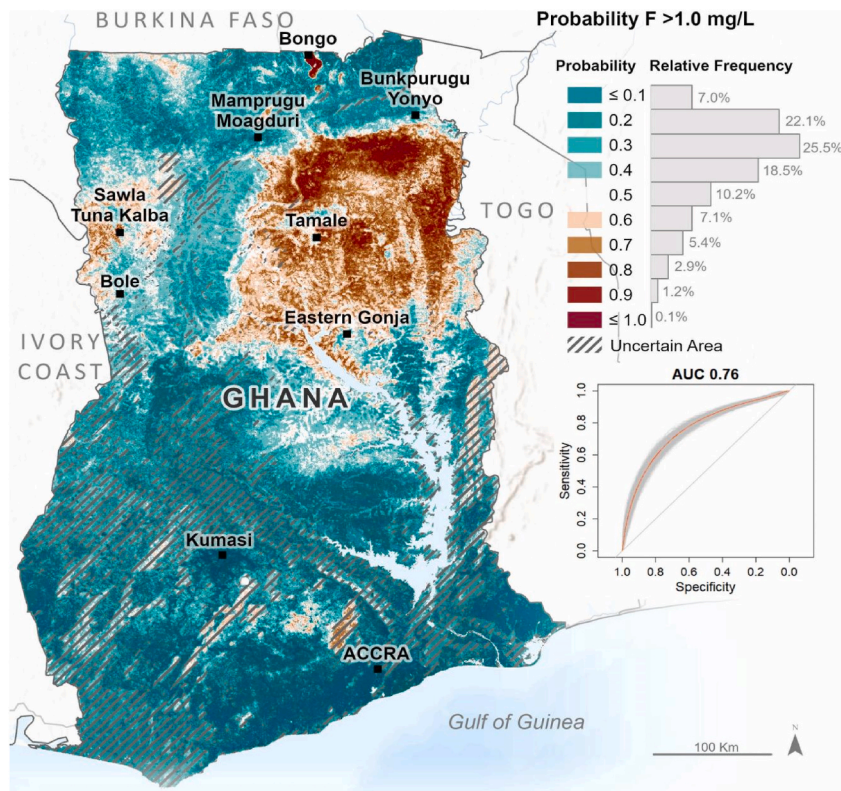 BURKINA FASO
Bongo
Bunkpurugu
Yonyo
Mamprugu
Moagduri
Sawla
Tuna Kalba
Tamale
TOGO
Bole
Eastern Gonja
IVORY
COAST
GHANA
Kumasi
ACCRA
Gulf of Guinea
100 Km
N
Probability F >1.0 mg/L
Probability Relative Frequency
≤ 0.1 7.0%
0.2 22.1%
0.3 25.5%
0.4 18.5%
0.5 10.2%
0.6 7.1%
0.7 5.4%
0.8 2.9%
0.9 1.2%
≤ 1.0 0.1%
Uncertain Area
AUC 0.76
Sensitivity
1.0
0.8
0.6
0.4
0.2
0.0
1.0 0.8 0.6 0.4 0.2 0.0
Specificity